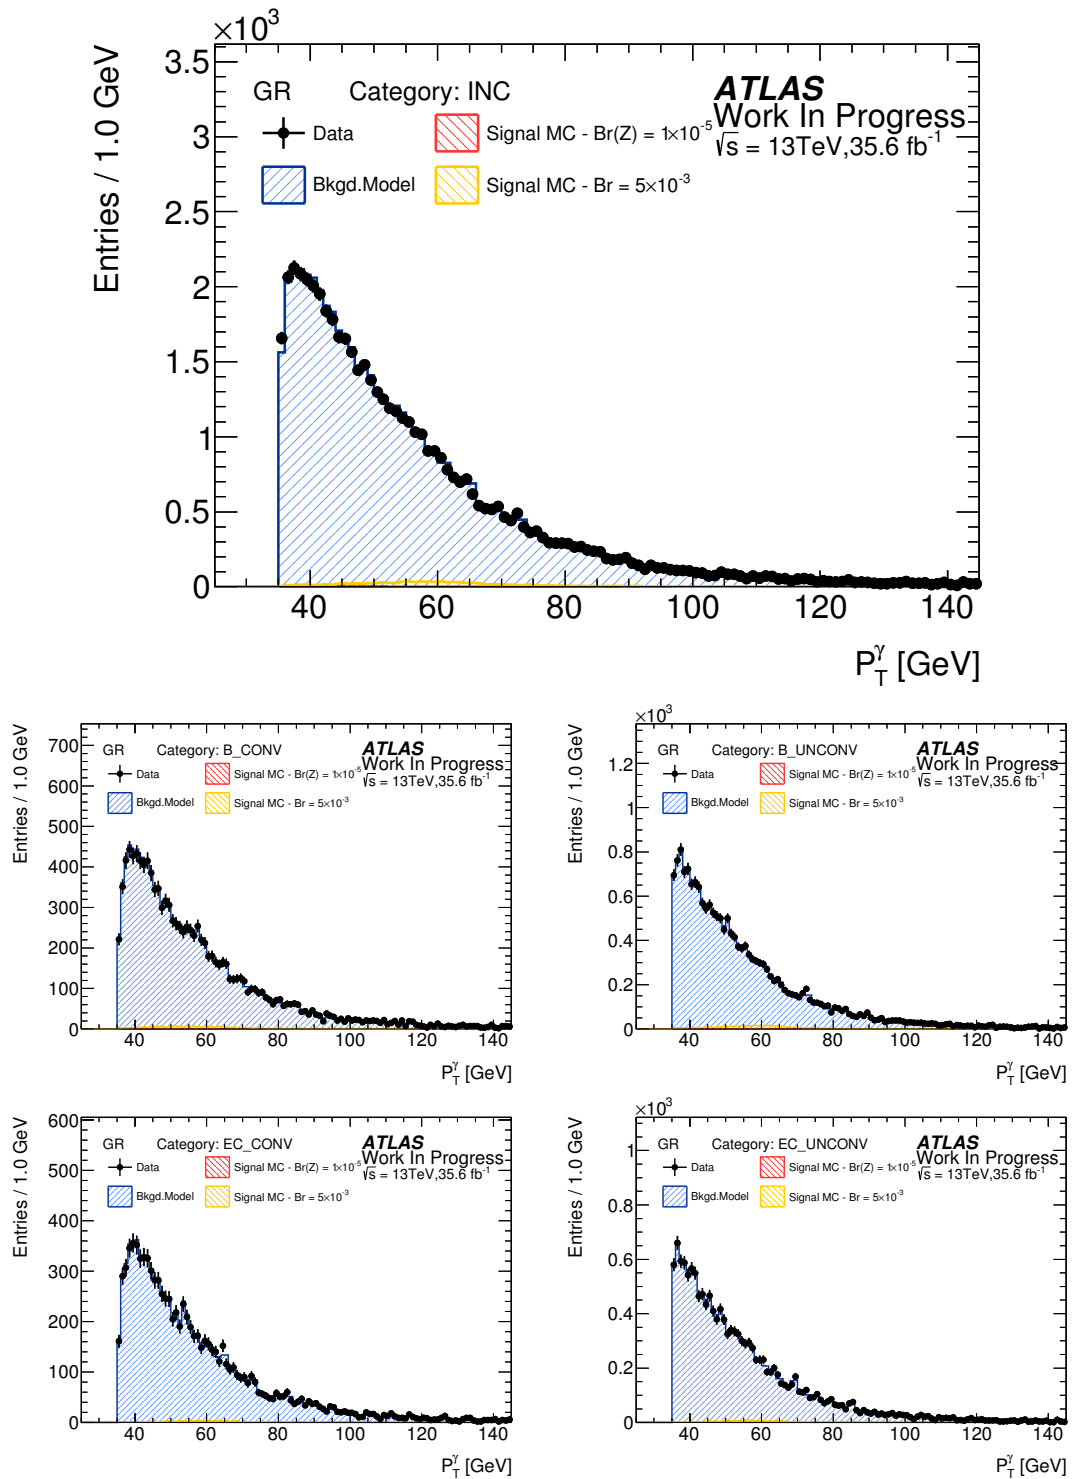 ×10³
Entries / 1.0 GeV
GR Category: INC
ATLAS
Work In Progress
√s = 13TeV,35.6 fb⁻¹
Data
Signal MC - Br(Z) = 1×10⁻⁵
Bkgd.Model
Signal MC - Br = 5×10⁻³
3.5
3
2.5
2
1.5
1
0.5
0
40 60 80 100 120 140
P_T^γ [GeV]
Entries / 1.0 GeV
GR Category: B_CONV
ATLAS
Work In Progress
√s = 13TeV,35.6 fb⁻¹
Data
Signal MC - Br(Z) = 1×10⁻⁵
Bkgd.Model
Signal MC - Br = 5×10⁻³
700
600
500
400
300
200
100
0
40 60 80 100 120 140
P_T^γ [GeV]
×10³
Entries / 1.0 GeV
GR Category: B_UNCONV
ATLAS
Work In Progress
√s = 13TeV,35.6 fb⁻¹
Data
Signal MC - Br(Z) = 1×10⁻⁵
Bkgd.Model
Signal MC - Br = 5×10⁻³
1.2
1
0.8
0.6
0.4
0.2
0
40 60 80 100 120 140
P_T^γ [GeV]
Entries / 1.0 GeV
GR Category: EC_CONV
ATLAS
Work In Progress
√s = 13TeV,35.6 fb⁻¹
Data
Signal MC - Br(Z) = 1×10⁻⁵
Bkgd.Model
Signal MC - Br = 5×10⁻³
600
500
400
300
200
100
0
40 60 80 100 120 140
P_T^γ [GeV]
×10³
Entries / 1.0 GeV
GR Category: EC_UNCONV
ATLAS
Work In Progress
√s = 13TeV,35.6 fb⁻¹
Data
Signal MC - Br(Z) = 1×10⁻⁵
Bkgd.Model
Signal MC - Br = 5×10⁻³
1
0.8
0.6
0.4
0.2
0
40 60 80 100 120 140
P_T^γ [GeV]